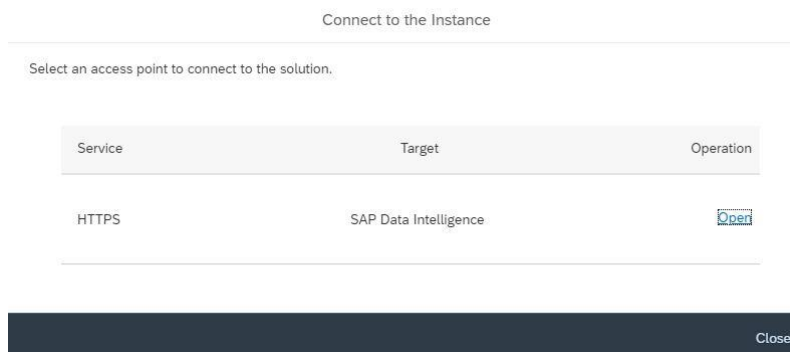 Connect to the Instance
Select an access point to connect to the solution.
Service Target Operation
HTTPS SAP Data Intelligence Open
Close